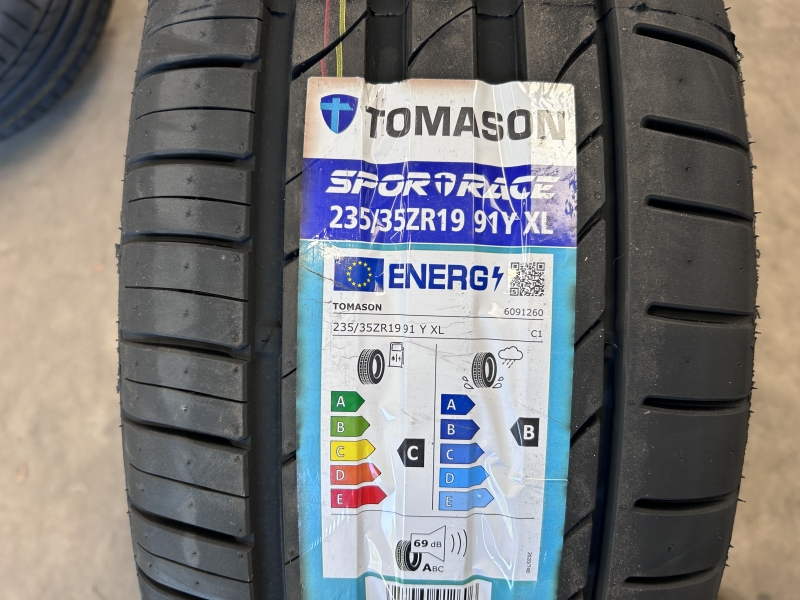 TOMASON
SPORTRACE
235/35ZR19 91Y XL
ENERG
TOMASON 6091260
235/35ZR19 91 Y XL C1
A A
B B B
C C C
D D
E E
69 dB
ABC